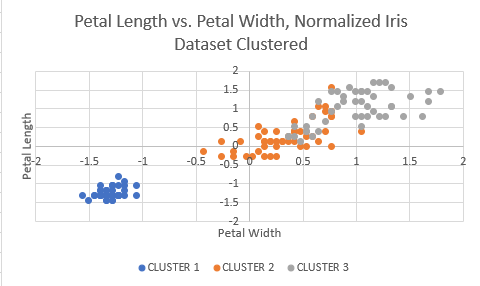 Petal Length vs. Petal Width, Normalized Iris
Dataset Clustered
2
1.5
1
0.5
0
-0.5
-1
-1.5
-2
-2 -1.5 -1 -0.5 0 0.5 1 1.5 2
Petal Length
Petal Width
CLUSTER 1 CLUSTER 2 CLUSTER 3